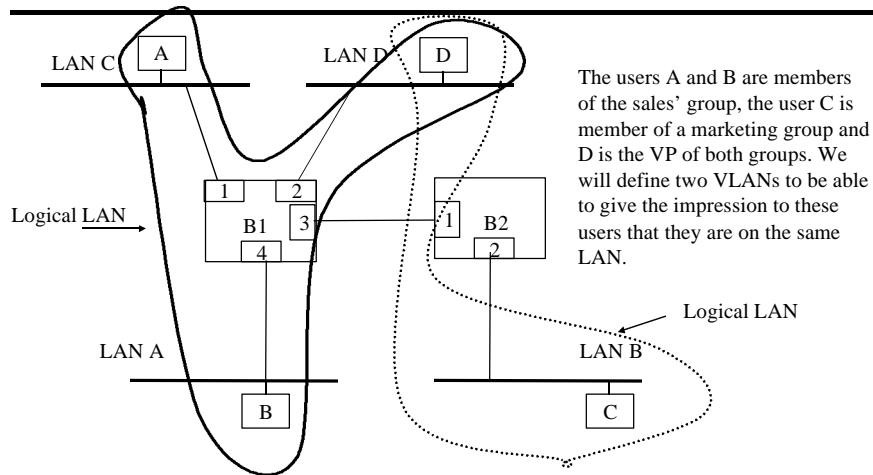 LAN C
A
LAN D
D
The users A and B are members
of the sales' group, the user C is
member of a marketing group and
D is the VP of both groups. We
will define two VLANs to be able
to give the impression to these
users that they are on the same
LAN.
1
2
Logical LAN
B1
3
4
1
B2
2
Logical LAN
LAN A
LAN B
B
C